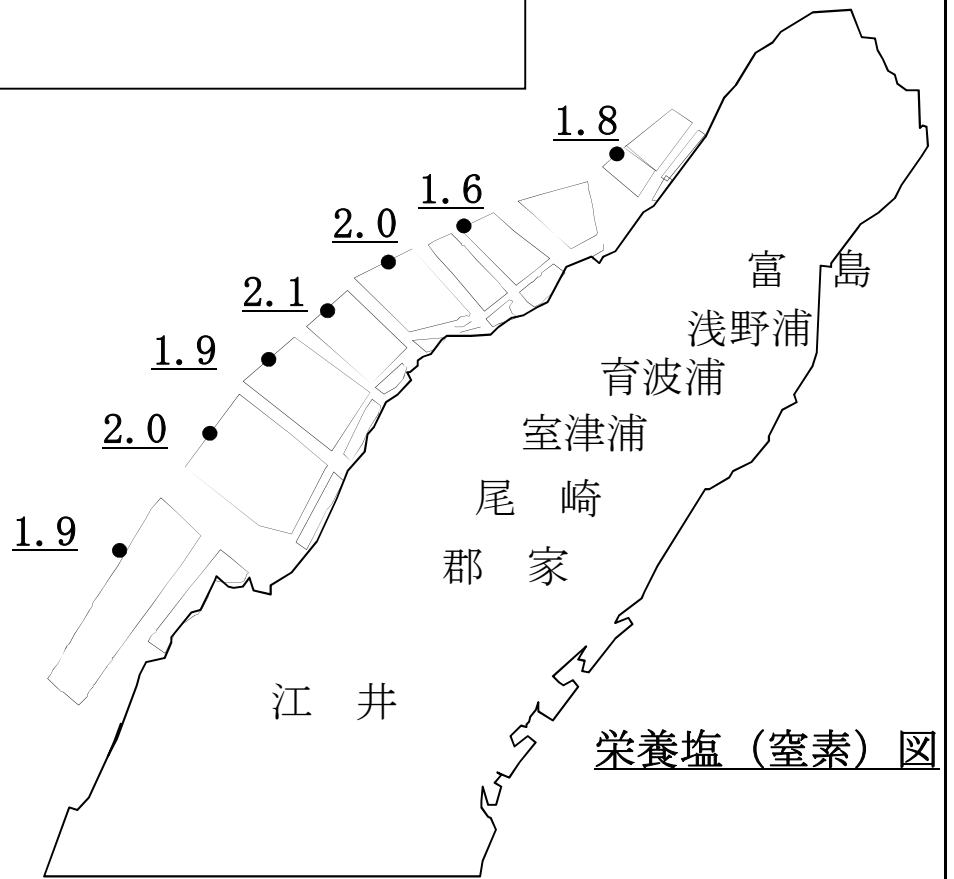 1.8
1.6
2.0
2.1
1.9
2.0
1.9
富　島
浅野浦
育波浦
室津浦
尾　崎
郡　家
江　井
栄養塩（窒素）図